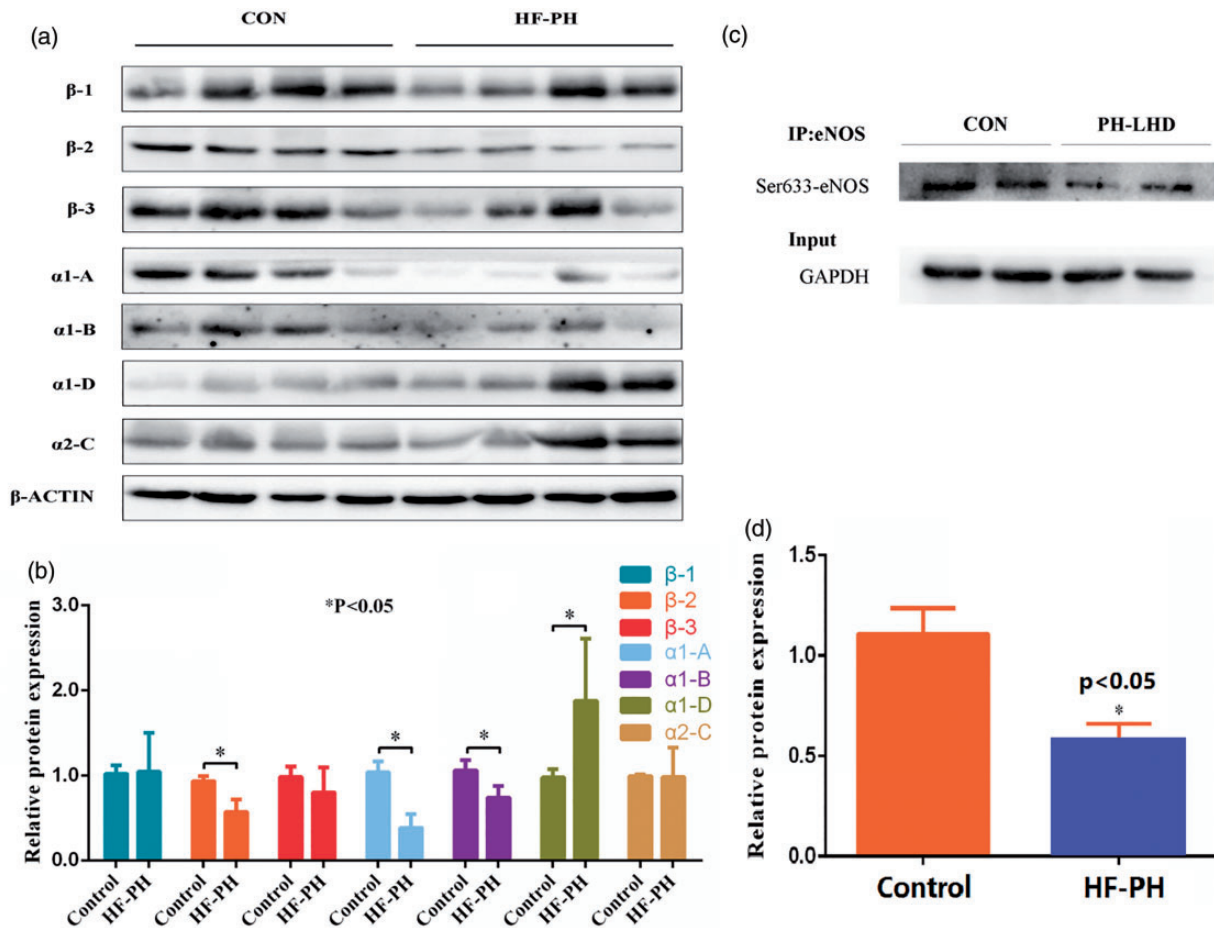 (a)
CON HF-PH
β-1
β-2
β-3
α1-A
α1-B
α1-D
α2-C
β-ACTIN
(c)
IP:eNOS CON PH-LHD
Ser633-eNOS
Input
GAPDH
(b)
Relative protein expression
3.0
2.0
1.0
0.0
*P<0.05
*
*
*
*
β-1
β-2
β-3
α1-A
α1-B
α1-D
α2-C
Control HF-PH Control HF-PH Control HF-PH Control HF-PH Control HF-PH Control HF-PH Control HF-PH
(d)
Relative protein expression
1.5
1.0
0.5
0.0
p<0.05
*
Control HF-PH